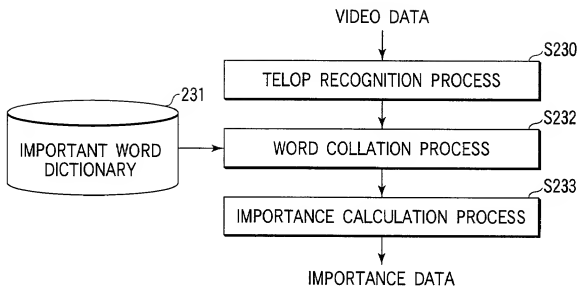 VIDEO DATA
S230
TELOP RECOGNITION PROCESS
231
S232
IMPORTANT WORD
DICTIONARY
WORD COLLATION PROCESS
S233
IMPORTANCE CALCULATION PROCESS
IMPORTANCE DATA